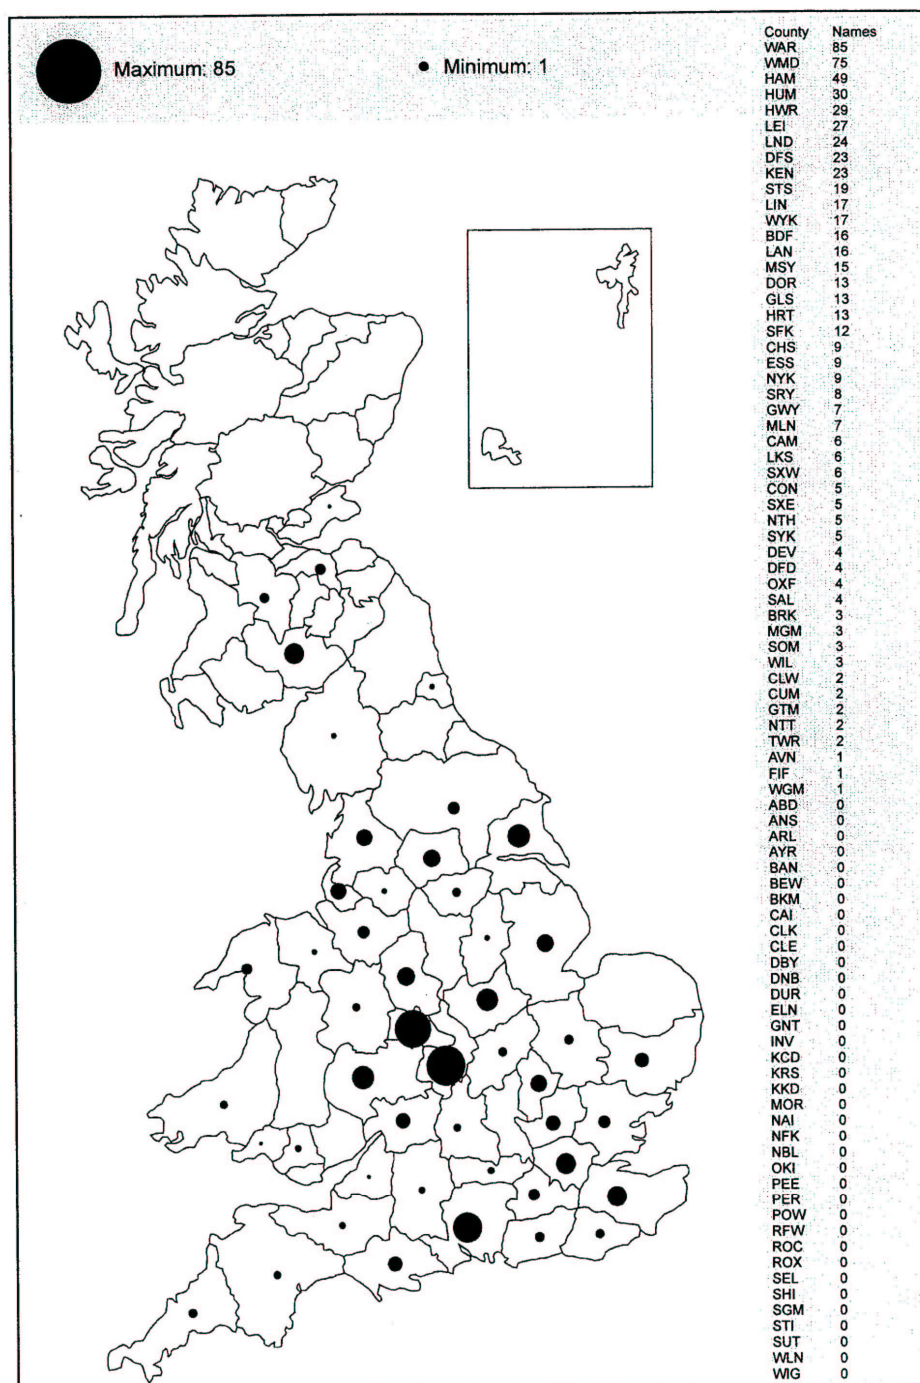 Maximum: 85
Minimum: 1
County Names
WAR 85
WMD 75
HAM 49
HUM 30
HWR 29
LEI 27
LND 24
DFS 23
KEN 23
STS 19
LIN 17
WYK 17
BDF 16
LAN 16
MSY 15
DOR 13
GLS 13
HRT 13
SFK 12
CHS 9
ESS 9
NYK 9
SRY 8
GWY 7
MLN 7
CAM 6
LKS 6
SXW 6
CON 5
SXE 5
NTH 5
SYK 5
DEV 4
DFD 4
OXF 4
SAL 4
BRK 3
MGM 3
SOM 3
WIL 3
CLW 2
CUM 2
GTM 2
NTT 2
TWR 2
AVN 1
FIF 1
WGM 1
ABD 0
ANS 0
ARL 0
AYR 0
BAN 0
BEW 0
BKM 0
CAI 0
CLK 0
CLE 0
DBY 0
DNB 0
DUR 0
ELN 0
GNT 0
INV 0
KCD 0
KRS 0
KKD 0
MOR 0
NAI 0
NFK 0
NBL 0
OKI 0
PEE 0
PER 0
POW 0
RFW 0
ROC 0
ROX 0
SEL 0
SHI 0
SGM 0
STI 0
SUT 0
WLN 0
WIG 0